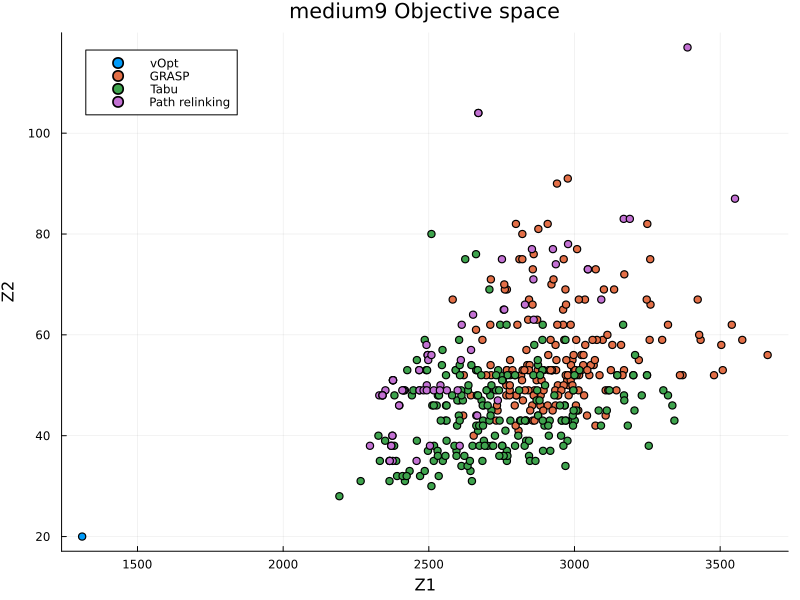 medium9 Objective space
vOpt
GRASP
Tabu
Path relinking
Z2
100
80
60
40
20
1500 2000 2500 3000 3500
Z1